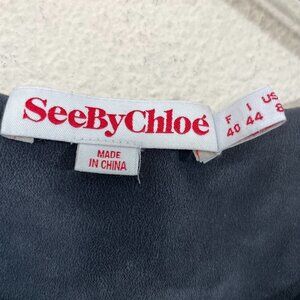 SeeByChloé
F I US
40 44 8
MADE
IN CHINA